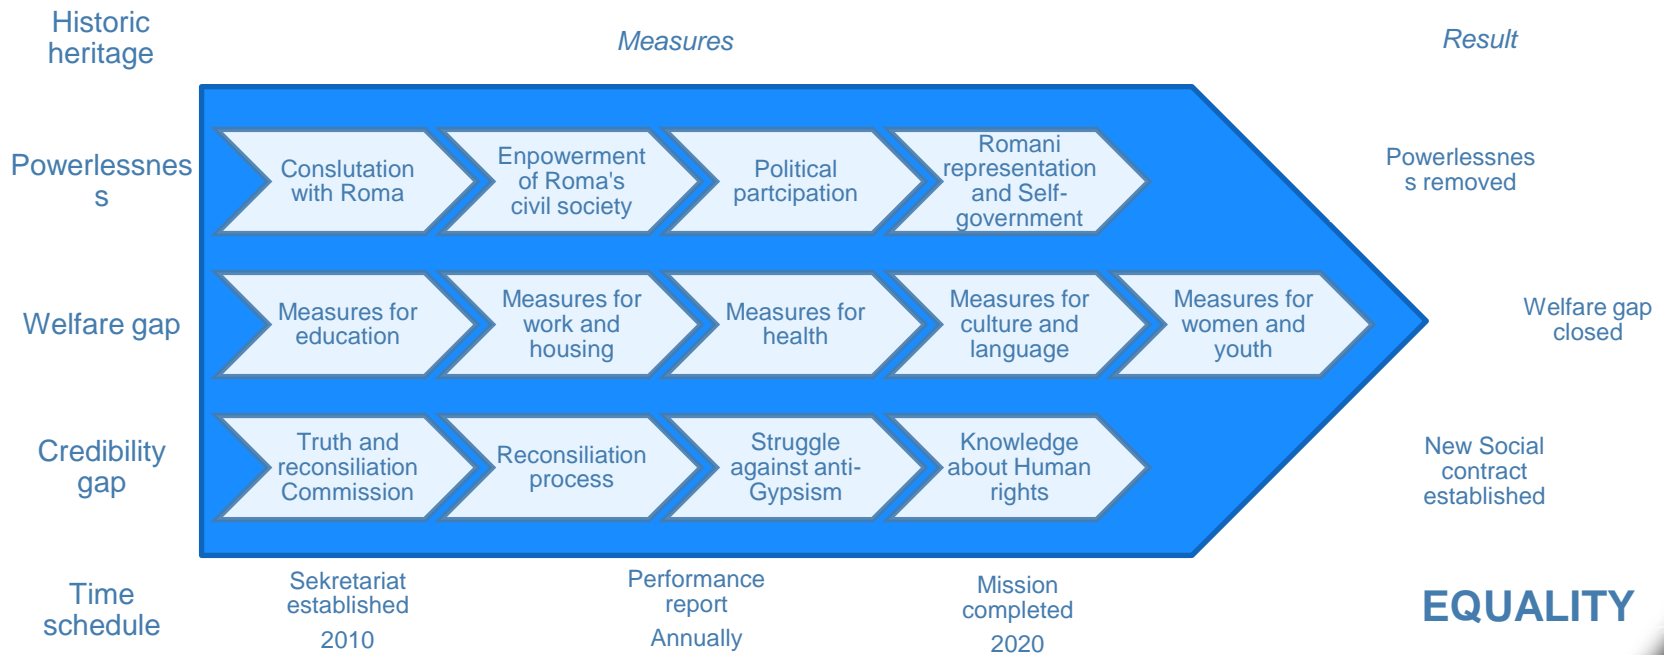 Historic
heritage
Measures
Result
Powerlessnes
s
Conslutation
with Roma
Enpowerment
of Roma's
civil society
Political
partcipation
Romani
representation
and Self-
government
Powerlessnes
s removed
Welfare gap
Measures for
education
Measures for
work and
housing
Measures for
health
Measures for
culture and
language
Measures for
women and
youth
Welfare gap
closed
Credibility
gap
Truth and
reconsiliation
Commission
Reconsiliation
process
Struggle
against anti-
Gypsism
Knowledge
about Human
rights
New Social
contract
established
Time
schedule
Sekretariat
established
2010
Performance
report
Annually
Mission
completed
2020
EQUALITY